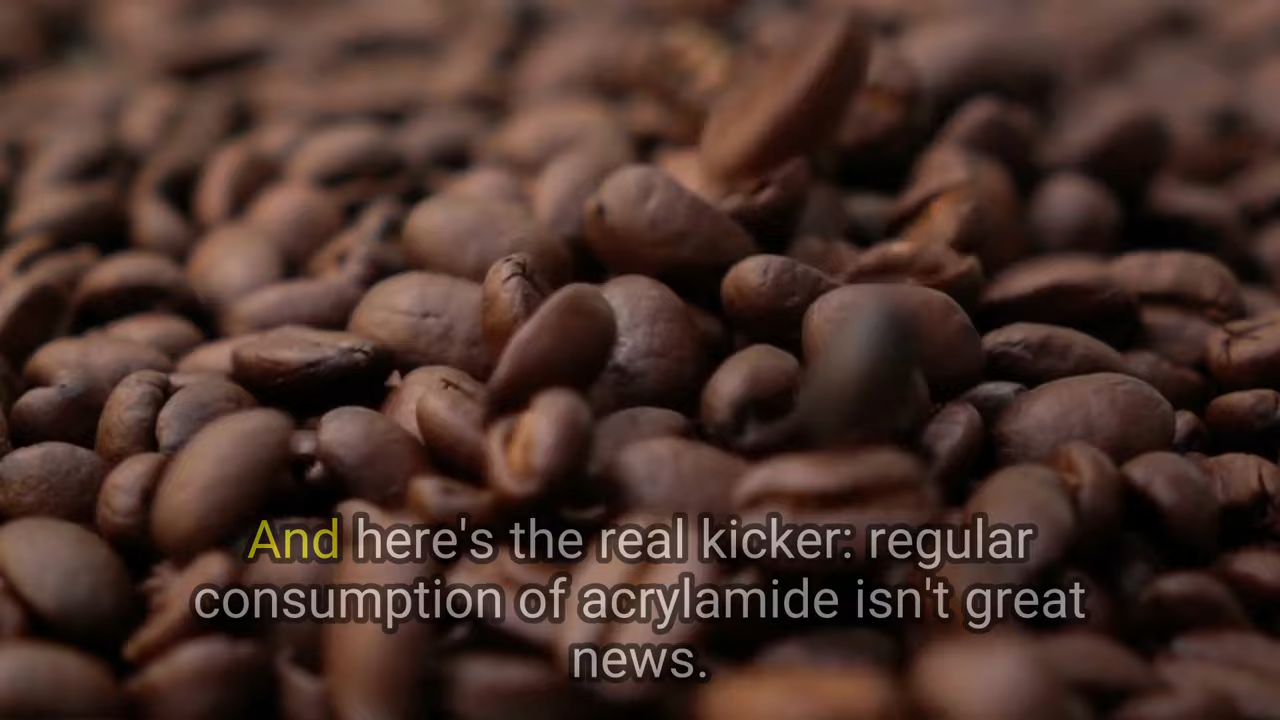 And here's the real kicker: regular
consumption of acrylamide isn't great
news.